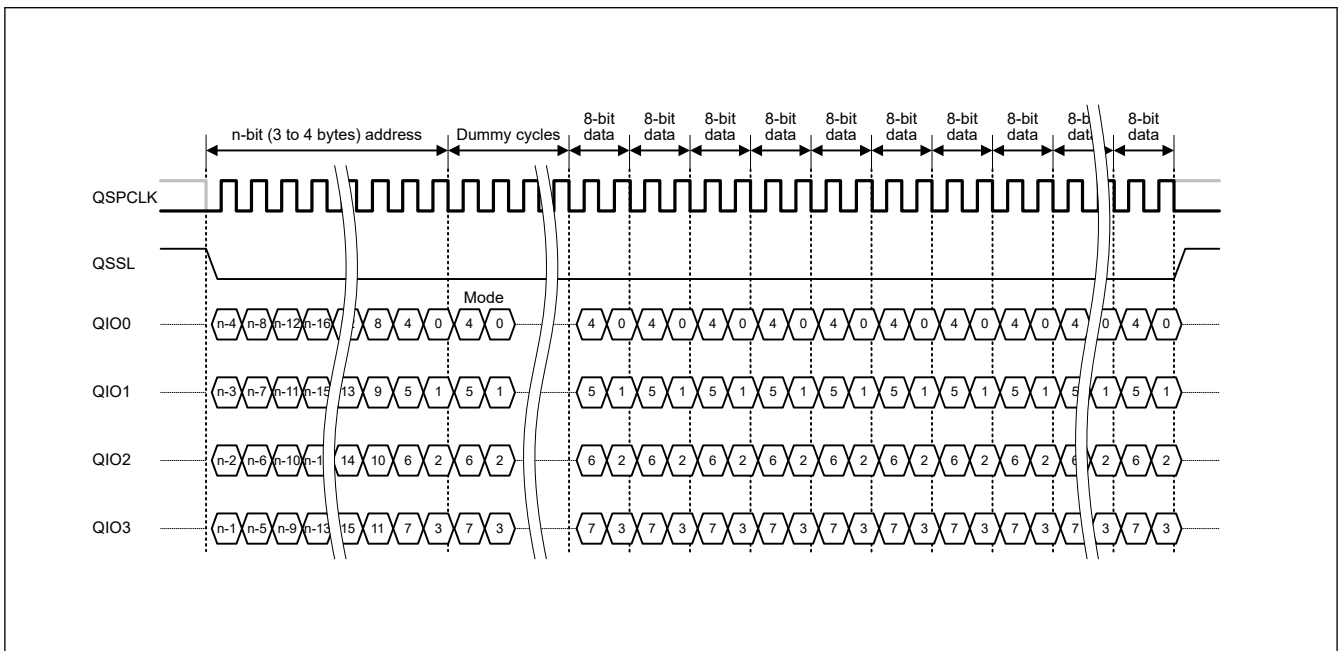 8-bit 8-bit 8-bit 8-bit 8-bit 8-bit 8-bit 8-bit 8-bit
n-bit (3 to 4 bytes) address Dummy cycles data data data data data data data data data
QSPCLK
QSSL
Mode
QIO0 n-4 n-8 n-12 n-16 8 4 0 4 0 4 0 4 0 4 0 4 0 4 0 4 0 4 0 4 0 4 0 4 0
QIO1 n-3 n-7 n-11 n-15 13 9 5 1 5 1 5 1 5 1 5 1 5 1 5 1 5 1 5 1 5 1 5 1 5 1
QIO2 n-2 n-6 n-10 14 10 6 2 6 2 6 2 6 2 6 2 6 2 6 2 6 2 6 2 6 2 6 2 6 2
QIO3 n-1 n-5 n-9 n-13 15 11 7 3 7 3 7 3 7 3 7 3 7 3 7 3 7 3 7 3 7 3 7 3 7 3